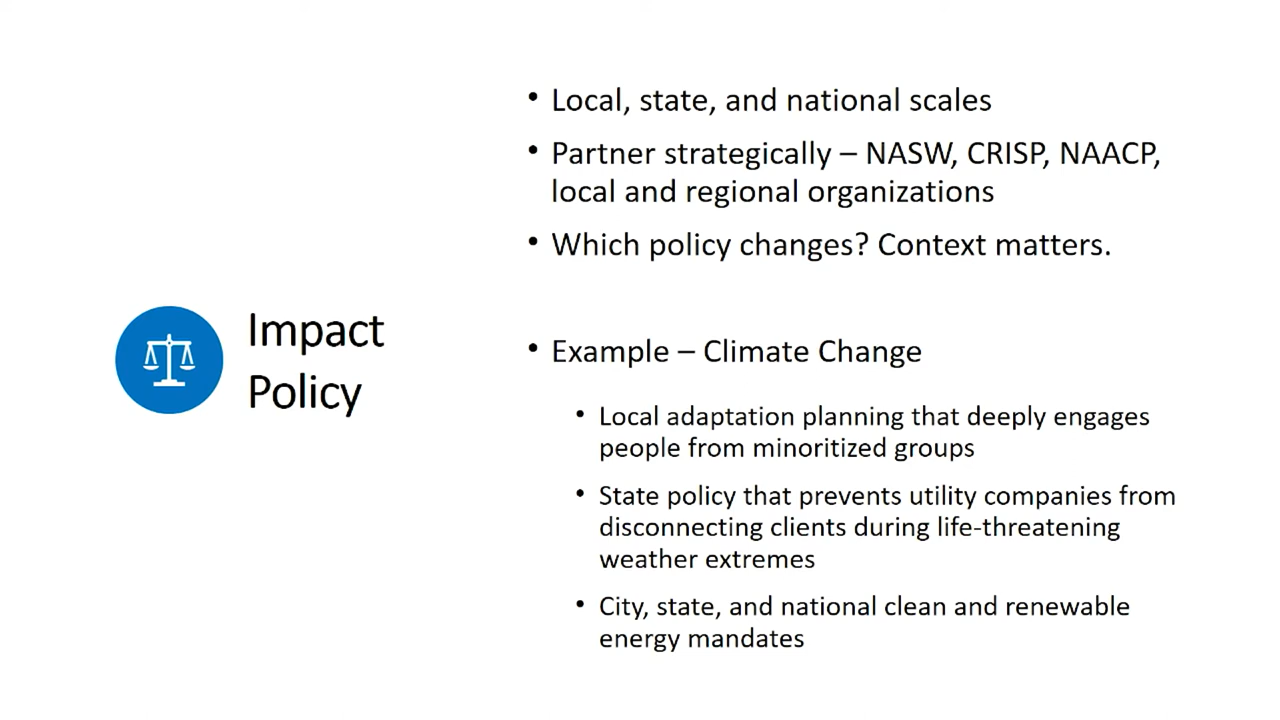 Impact
Policy
• Local, state, and national scales
• Partner strategically – NASW, CRISP, NAACP,
local and regional organizations
• Which policy changes? Context matters.
• Example – Climate Change
• Local adaptation planning that deeply engages
people from minoritized groups
• State policy that prevents utility companies from
disconnecting clients during life-threatening
weather extremes
• City, state, and national clean and renewable
energy mandates